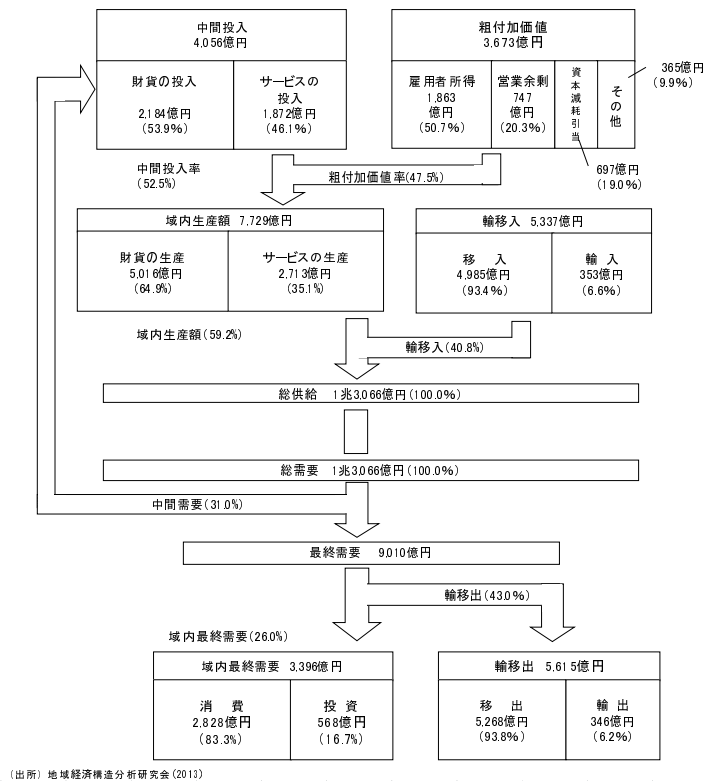 中間投入
4,056億円
粗付加価値
3,673億円
財貨の投入
2,184億円
(53.9%)
サービスの
投入
1,872億円
(46.1%)
雇用者所得
1,863
億円
(50.7%)
営業余剰
747
億円
(20.3%)
資本減耗引当
その他
365億円
(9.9%)
697億円
(19.0%)
中間投入率
(52.5%)
粗付加価値率(47.5%)
域内生産額 7,729億円
財貨の生産
5,016億円
(64.9%)
サービスの生産
2,713億円
(35.1%)
輸移入 5,337億円
移 入
4,985億円
(93.4%)
輸 入
353億円
(6.6%)
域内生産額(59.2%)
輸移入(40.8%)
総供給 1兆3,066億円(100.0%)
総需要 1兆3,066億円(100.0%)
中間需要(31.0%)
最終需要 9,010億円
輸移出(43.0%)
域内最終需要(26.0%)
域内最終需要 3,396億円
消 費
2,828億円
(83.3%)
投 資
568億円
(16.7%)
輸移出 5,615億円
移 出
5,268億円
(93.8%)
輸 出
346億円
(6.2%)
(出所) 地域経済構造分析研究会(2013)